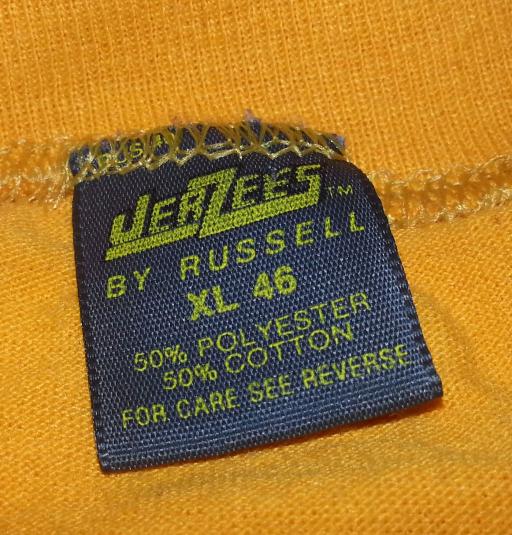 JERZEES™
BY RUSSELL
XL 46
50% POLYESTER
50% COTTON
FOR CARE SEE REVERSE